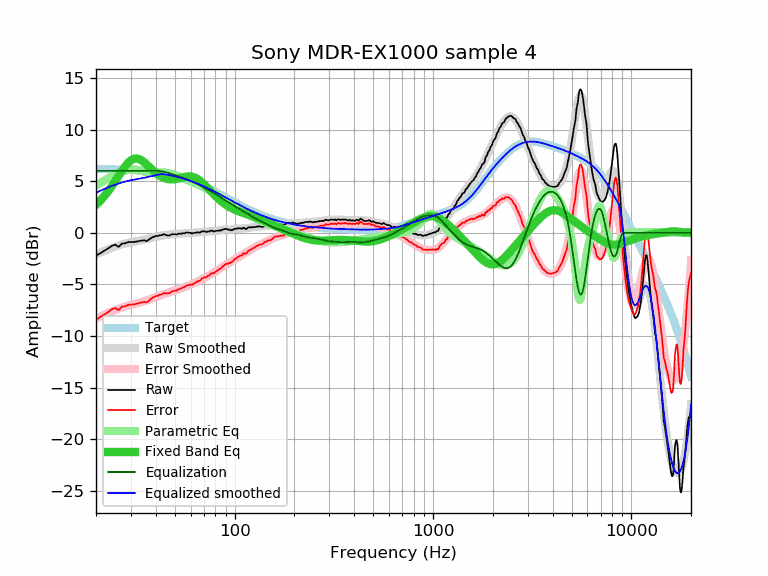 Sony MDR-EX1000 sample 4
15
10
5
0
−5
−10
−15
−20
−25
Amplitude (dBr)
Target
Raw Smoothed
Error Smoothed
Raw
Error
Parametric Eq
Fixed Band Eq
Equalization
Equalized smoothed
100
1000
10000
Frequency (Hz)